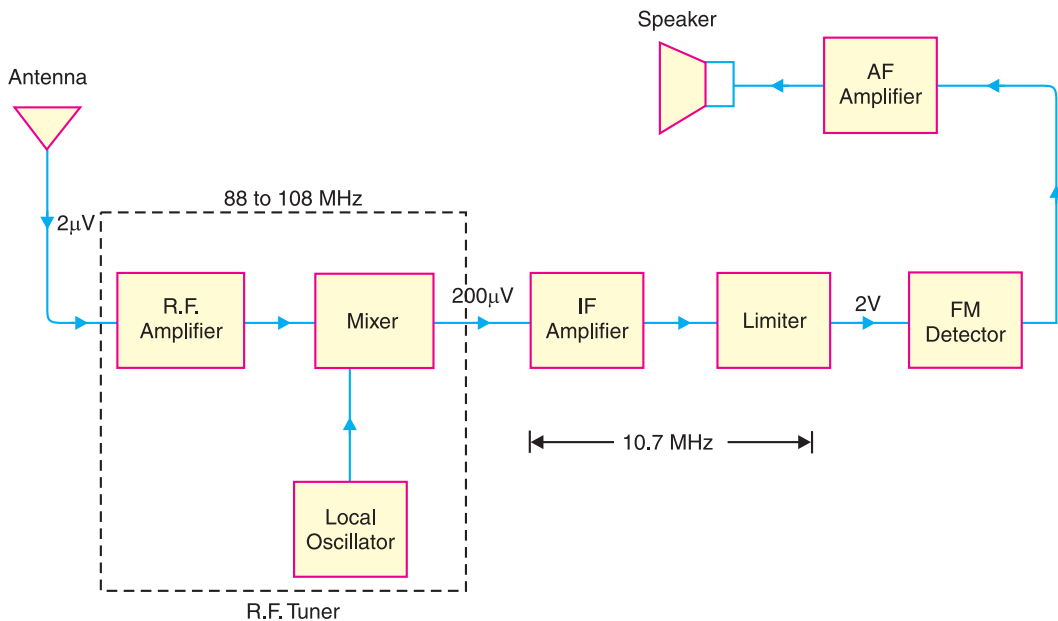 Speaker
Antenna
AF
Amplifier
88 to 108 MHz
2μV
R.F.
Amplifier
Mixer
200μV
IF
Amplifier
Limiter
2V
FM
Detector
10.7 MHz
Local
Oscillator
R.F. Tuner